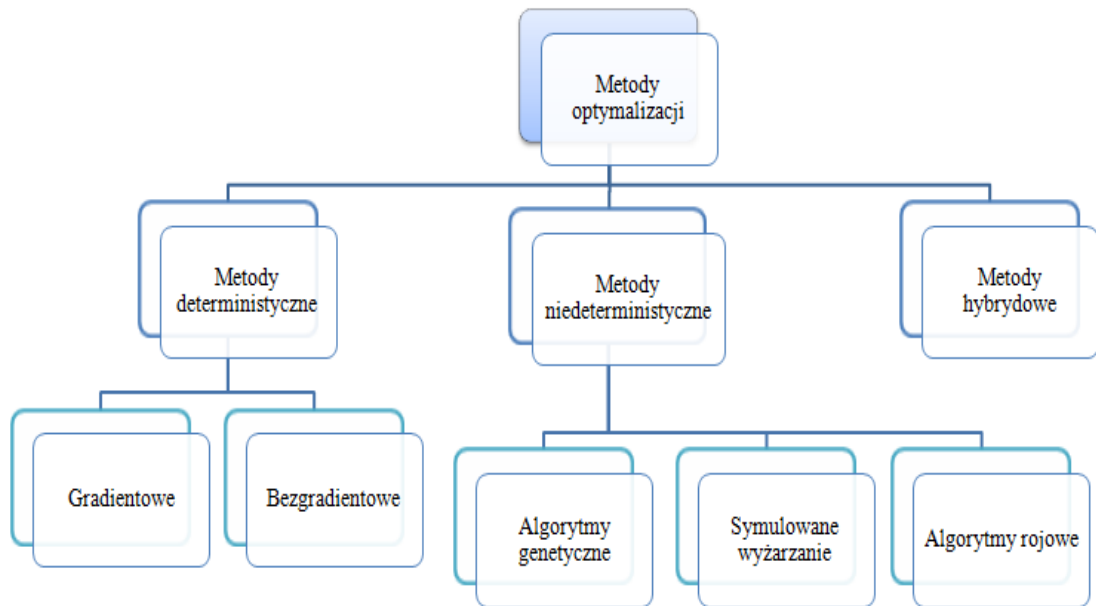 Metody
optymalizacji
Metody
deterministyczne
Metody
niedeterministyczne
Metody
hybrydowe
Gradientowe
Bezgradientowe
Algorytmy
genetyczne
Symulowane
wyżarzanie
Algorytmy rojowe